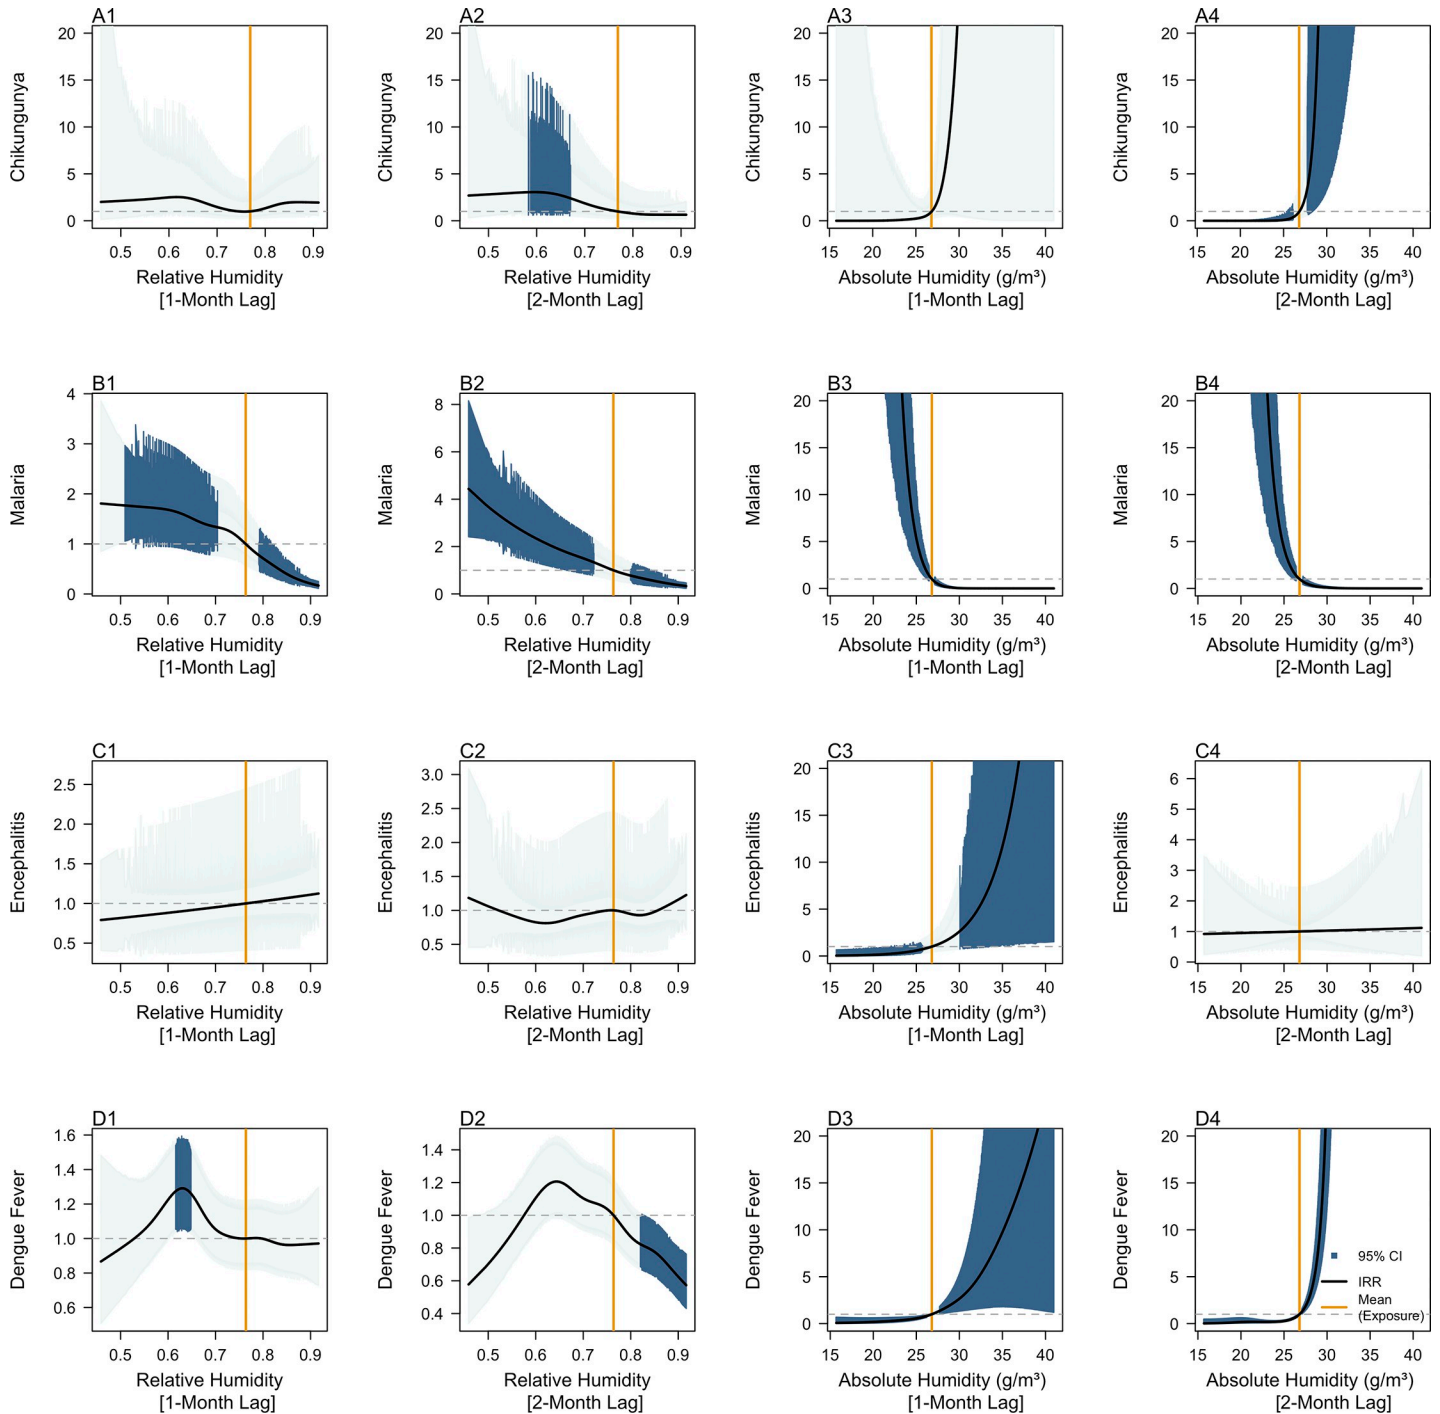 A1
20
15
10
5
0
Chikungunya
0.5 0.6 0.7 0.8 0.9
Relative Humidity
[1-Month Lag]
A2
20
15
10
5
0
Chikungunya
0.5 0.6 0.7 0.8 0.9
Relative Humidity
[2-Month Lag]
A3
20
15
10
5
0
Chikungunya
15 20 25 30 35 40
Absolute Humidity (g/m³)
[1-Month Lag]
A4
20
15
10
5
0
Chikungunya
15 20 25 30 35 40
Absolute Humidity (g/m³)
[2-Month Lag]
B1
4
3
2
1
0
Malaria
0.5 0.6 0.7 0.8 0.9
Relative Humidity
[1-Month Lag]
B2
8
6
4
2
0
Malaria
0.5 0.6 0.7 0.8 0.9
Relative Humidity
[2-Month Lag]
B3
20
15
10
5
0
Malaria
15 20 25 30 35 40
Absolute Humidity (g/m³)
[1-Month Lag]
B4
20
15
10
5
0
Malaria
15 20 25 30 35 40
Absolute Humidity (g/m³)
[2-Month Lag]
C1
2.5
2.0
1.5
1.0
0.5
Encephalitis
0.5 0.6 0.7 0.8 0.9
Relative Humidity
[1-Month Lag]
C2
3.0
2.5
2.0
1.5
1.0
0.5
Encephalitis
0.5 0.6 0.7 0.8 0.9
Relative Humidity
[2-Month Lag]
C3
20
15
10
5
0
Encephalitis
15 20 25 30 35 40
Absolute Humidity (g/m³)
[1-Month Lag]
C4
6
5
4
3
2
1
0
Encephalitis
15 20 25 30 35 40
Absolute Humidity (g/m³)
[2-Month Lag]
D1
1.6
1.4
1.2
1.0
0.8
0.6
Dengue Fever
0.5 0.6 0.7 0.8 0.9
Relative Humidity
[1-Month Lag]
D2
1.4
1.2
1.0
0.8
0.6
0.4
Dengue Fever
0.5 0.6 0.7 0.8 0.9
Relative Humidity
[2-Month Lag]
D3
20
15
10
5
0
Dengue Fever
15 20 25 30 35 40
Absolute Humidity (g/m³)
[1-Month Lag]
D4
20
15
10
5
0
Dengue Fever
95% CI
IRR
Mean
(Exposure)
15 20 25 30 35 40
Absolute Humidity (g/m³)
[2-Month Lag]